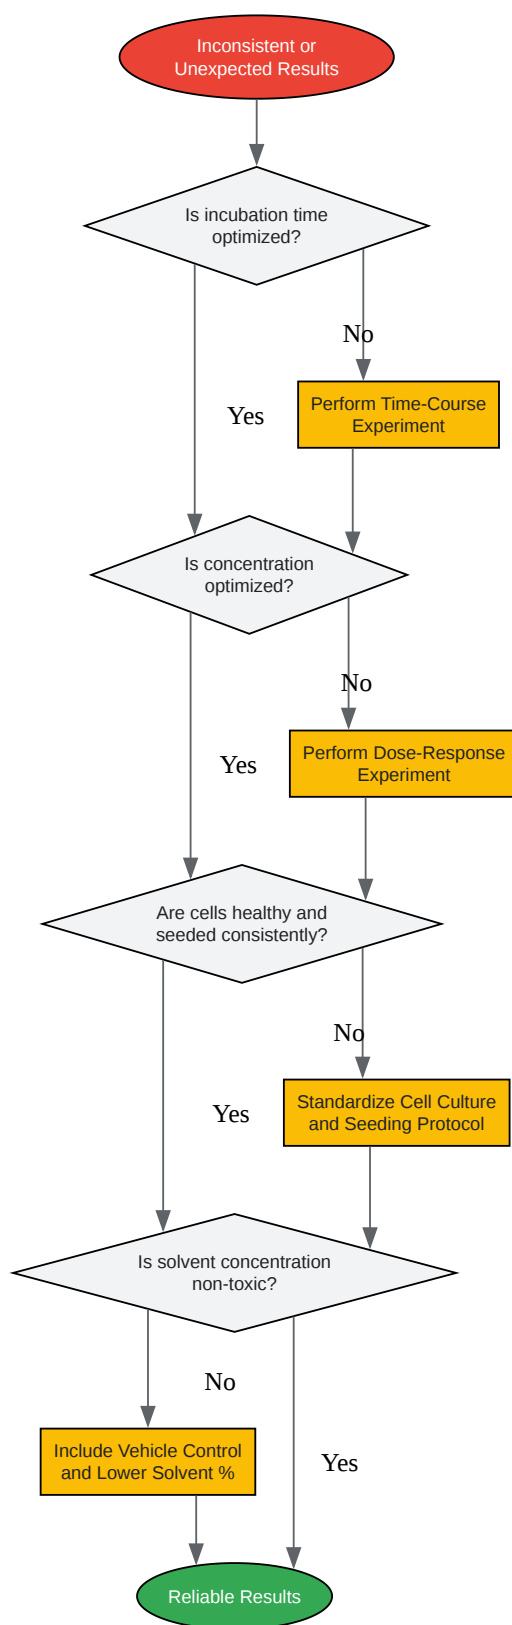 Inconsistent or
Unexpected Results
Is incubation time
optimized?
No
Perform Time-Course
Experiment
Yes
Is concentration
optimized?
No
Perform Dose-Response
Experiment
Yes
Are cells healthy and
seeded consistently?
No
Standardize Cell Culture
and Seeding Protocol
Yes
Is solvent concentration
non-toxic?
No
Include Vehicle Control
and Lower Solvent %
Yes
Reliable Results